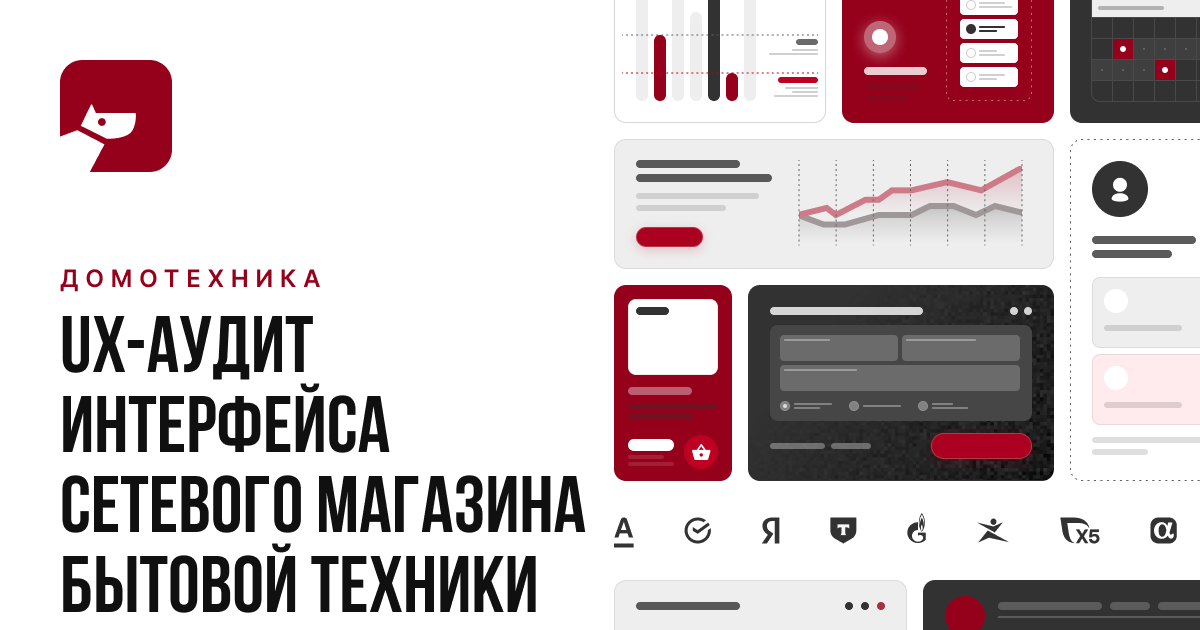 ДОМОТЕХНИКА
UX-АУДИТ
ИНТЕРФЕЙСА
СЕТЕВОГО МАГАЗИНА
БЫТОВОЙ ТЕХНИКИ
А Я Т G X5 α